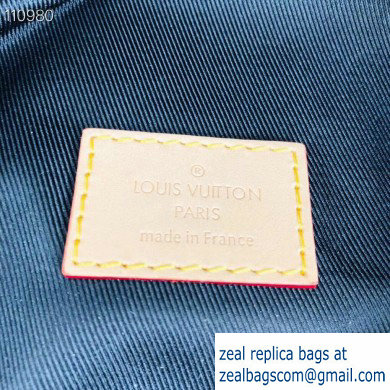 110980
®
LOUIS VUITTON
PARIS
made in France
zeal replica bags at
zealbagscom@gmail.com